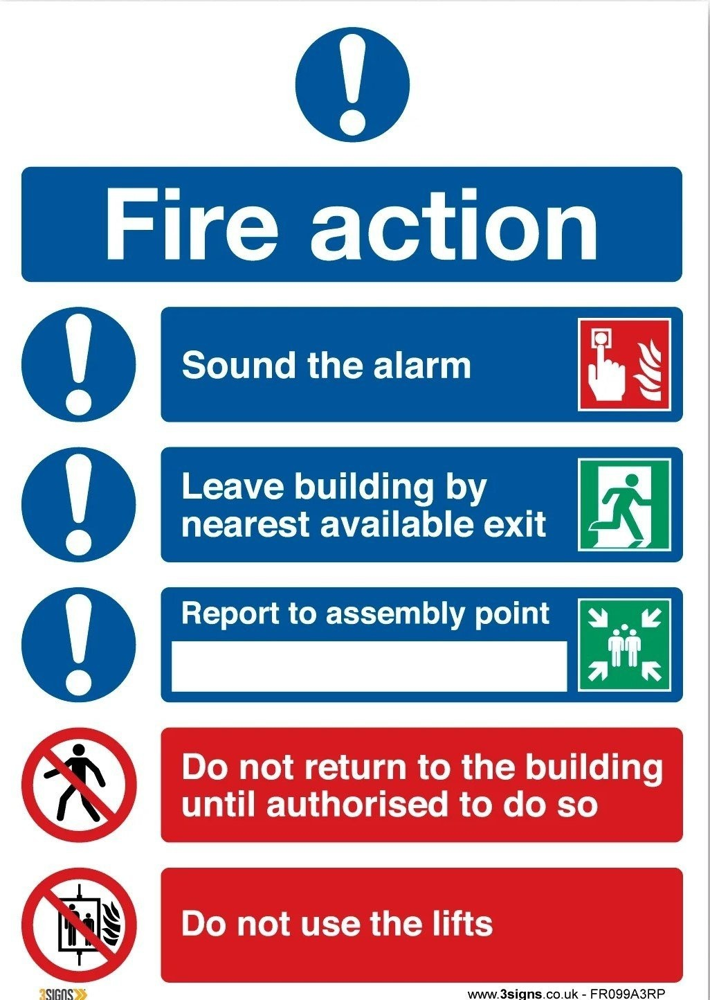 Fire action
Sound the alarm
Leave building by
nearest available exit
Report to assembly point
Do not return to the building
until authorised to do so
Do not use the lifts
3SIGNS
www.3signs.co.uk - FR099A3RP